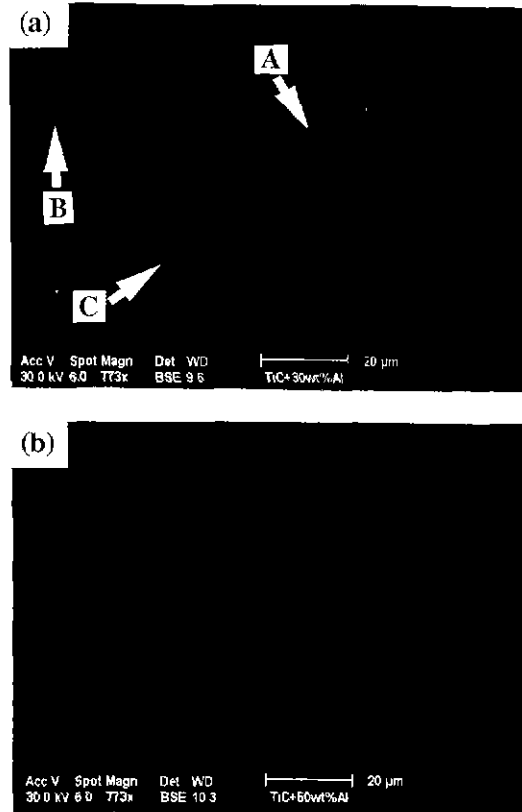 (a)
A
B
C
Acc V Spot Magn Det WD 20 µm
30.0 kV 6.0 773x BSE 9.6 TiC+30wt%Al
(b)
Acc V Spot Magn Det WD 20 µm
30.0 kV 6.0 773x BSE 10.3 TiC+50wt%Al